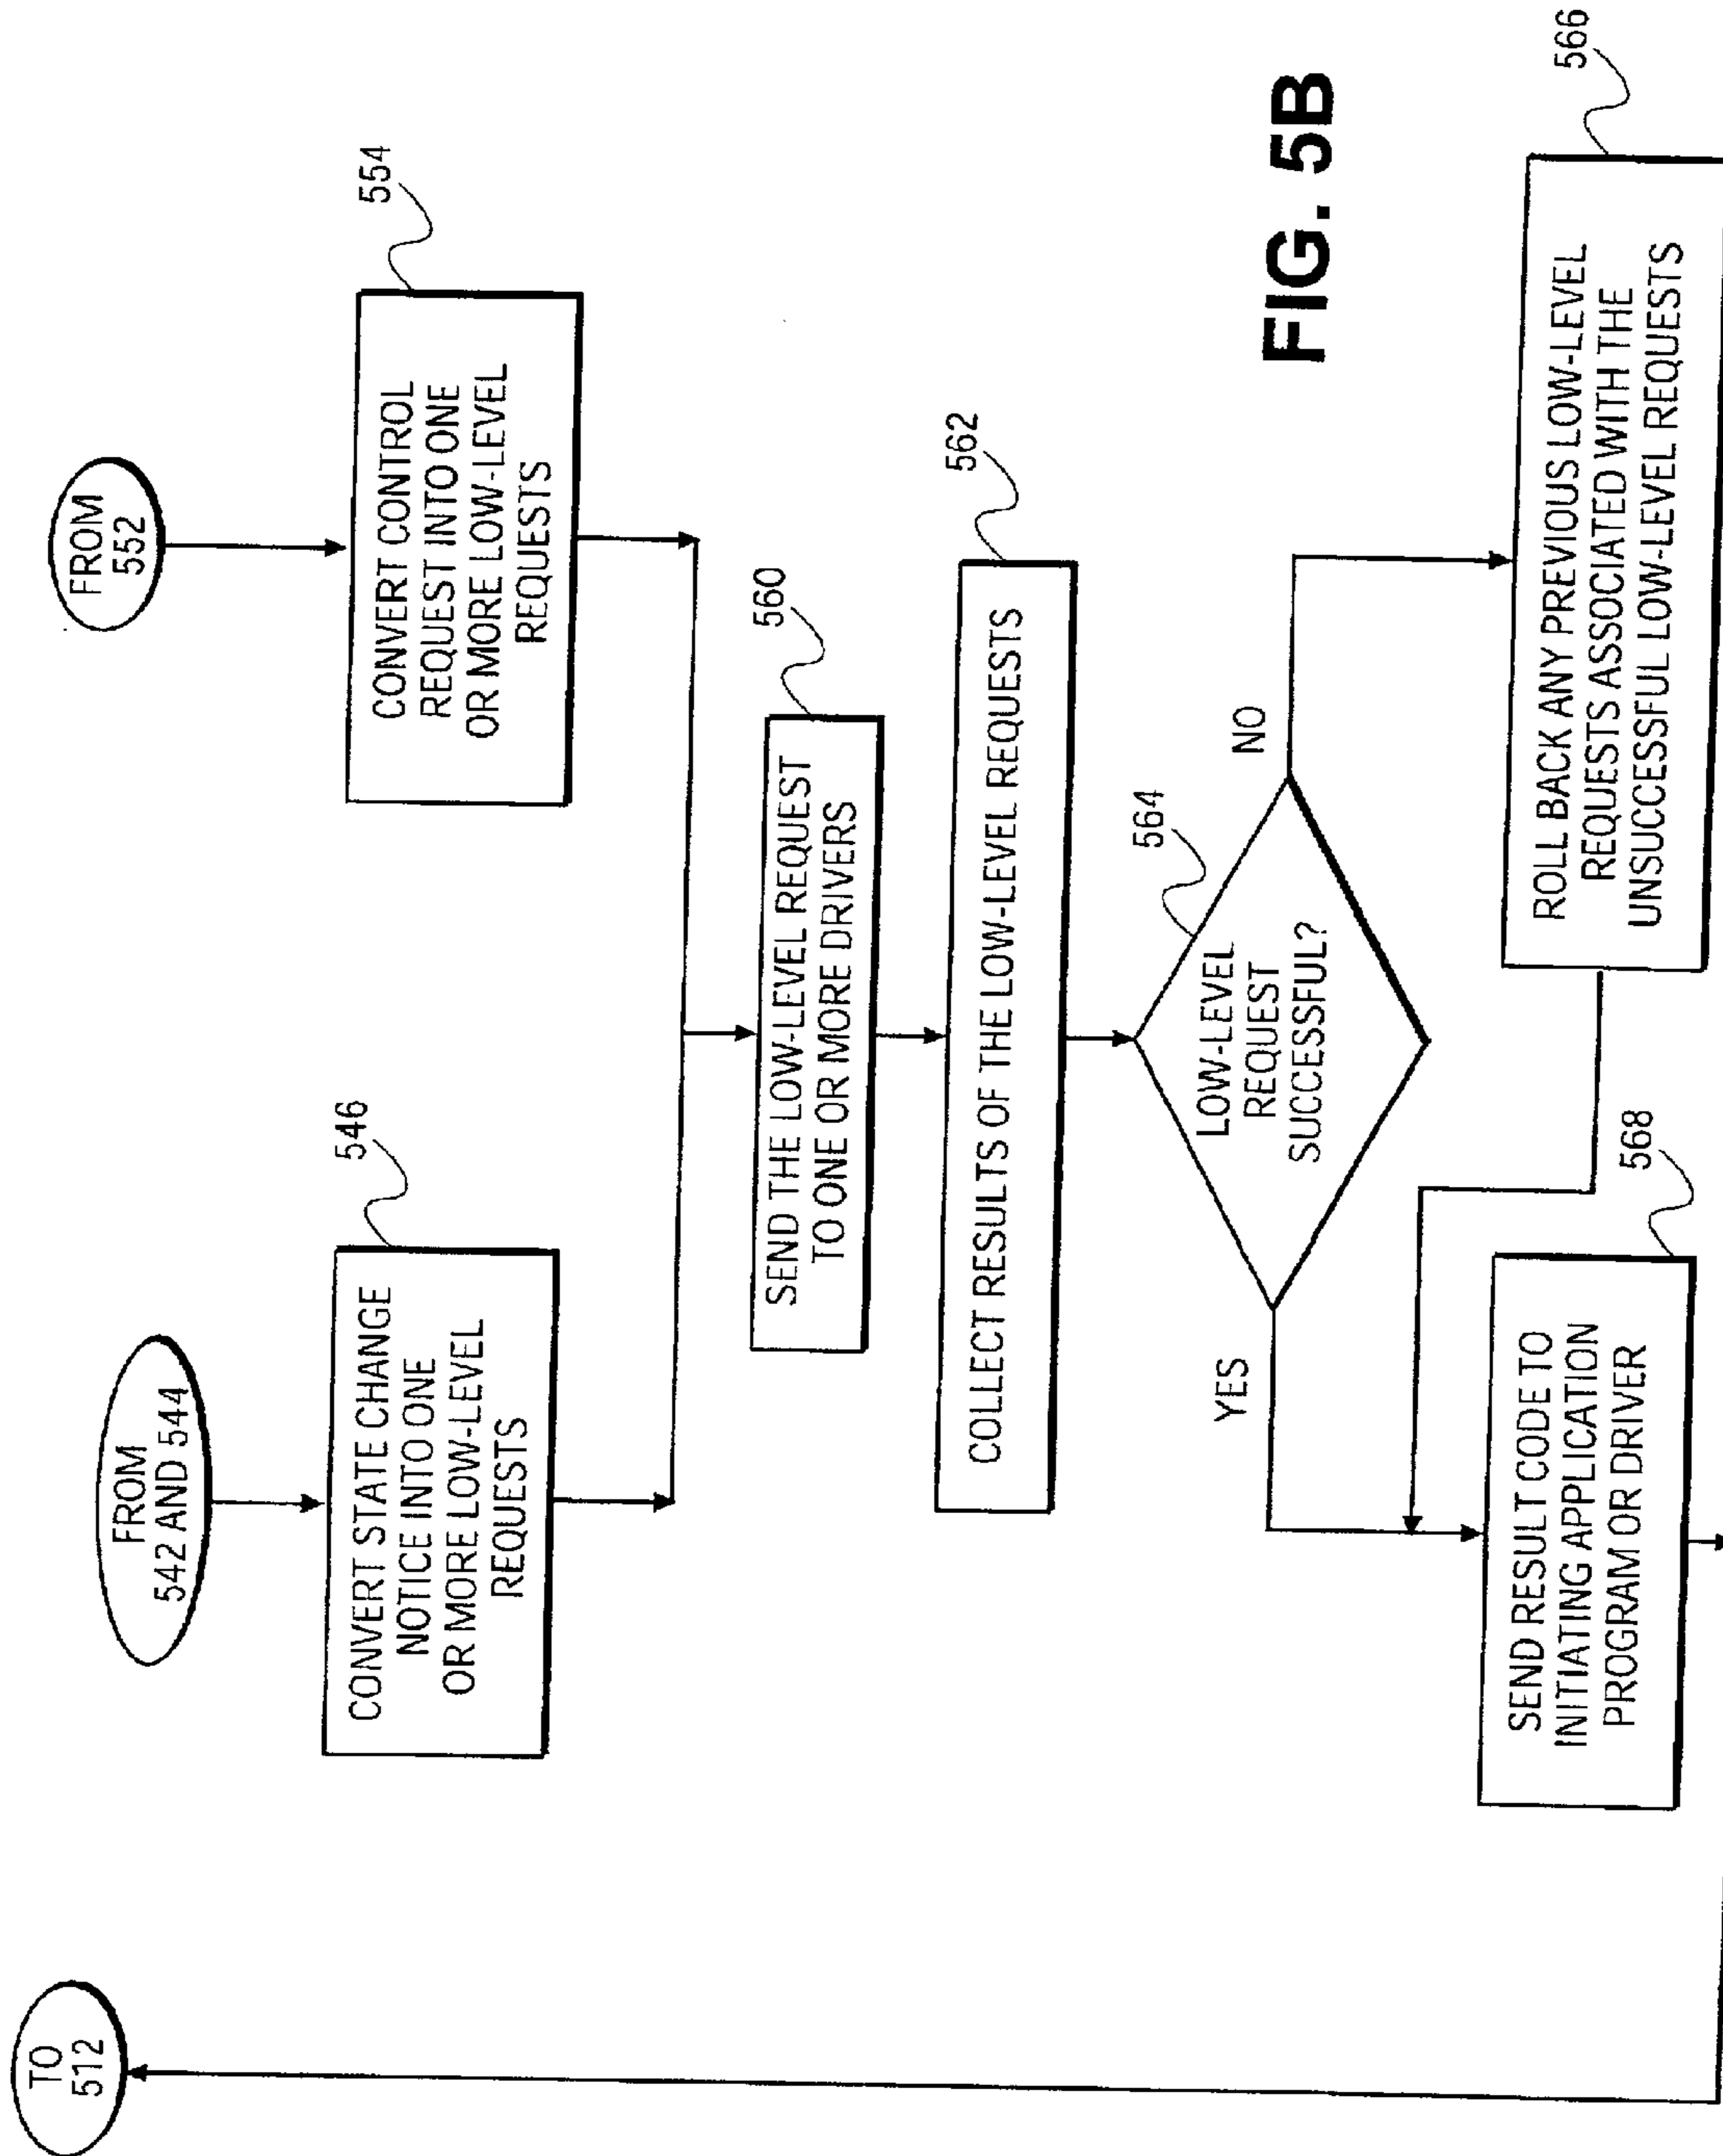 TO
512
FROM
542 AND 544
FROM
552
546
CONVERT STATE CHANGE
NOTICE INTO ONE
OR MORE LOW-LEVEL
REQUESTS
554
CONVERT CONTROL
REQUEST INTO ONE
OR MORE LOW-LEVEL
REQUESTS
560
SEND THE LOW-LEVEL REQUEST
TO ONE OR MORE DRIVERS
562
COLLECT RESULTS OF THE LOW-LEVEL REQUESTS
564
LOW-LEVEL
REQUEST
SUCCESSFUL?
YES
NO
568
SEND RESULT CODE TO
INITIATING APPLICATION
PROGRAM OR DRIVER
566
ROLL BACK ANY PREVIOUS LOW-LEVEL
REQUESTS ASSOCIATED WITH THE
UNSUCCESSFUL LOW-LEVEL REQUESTS
FIG. 5B